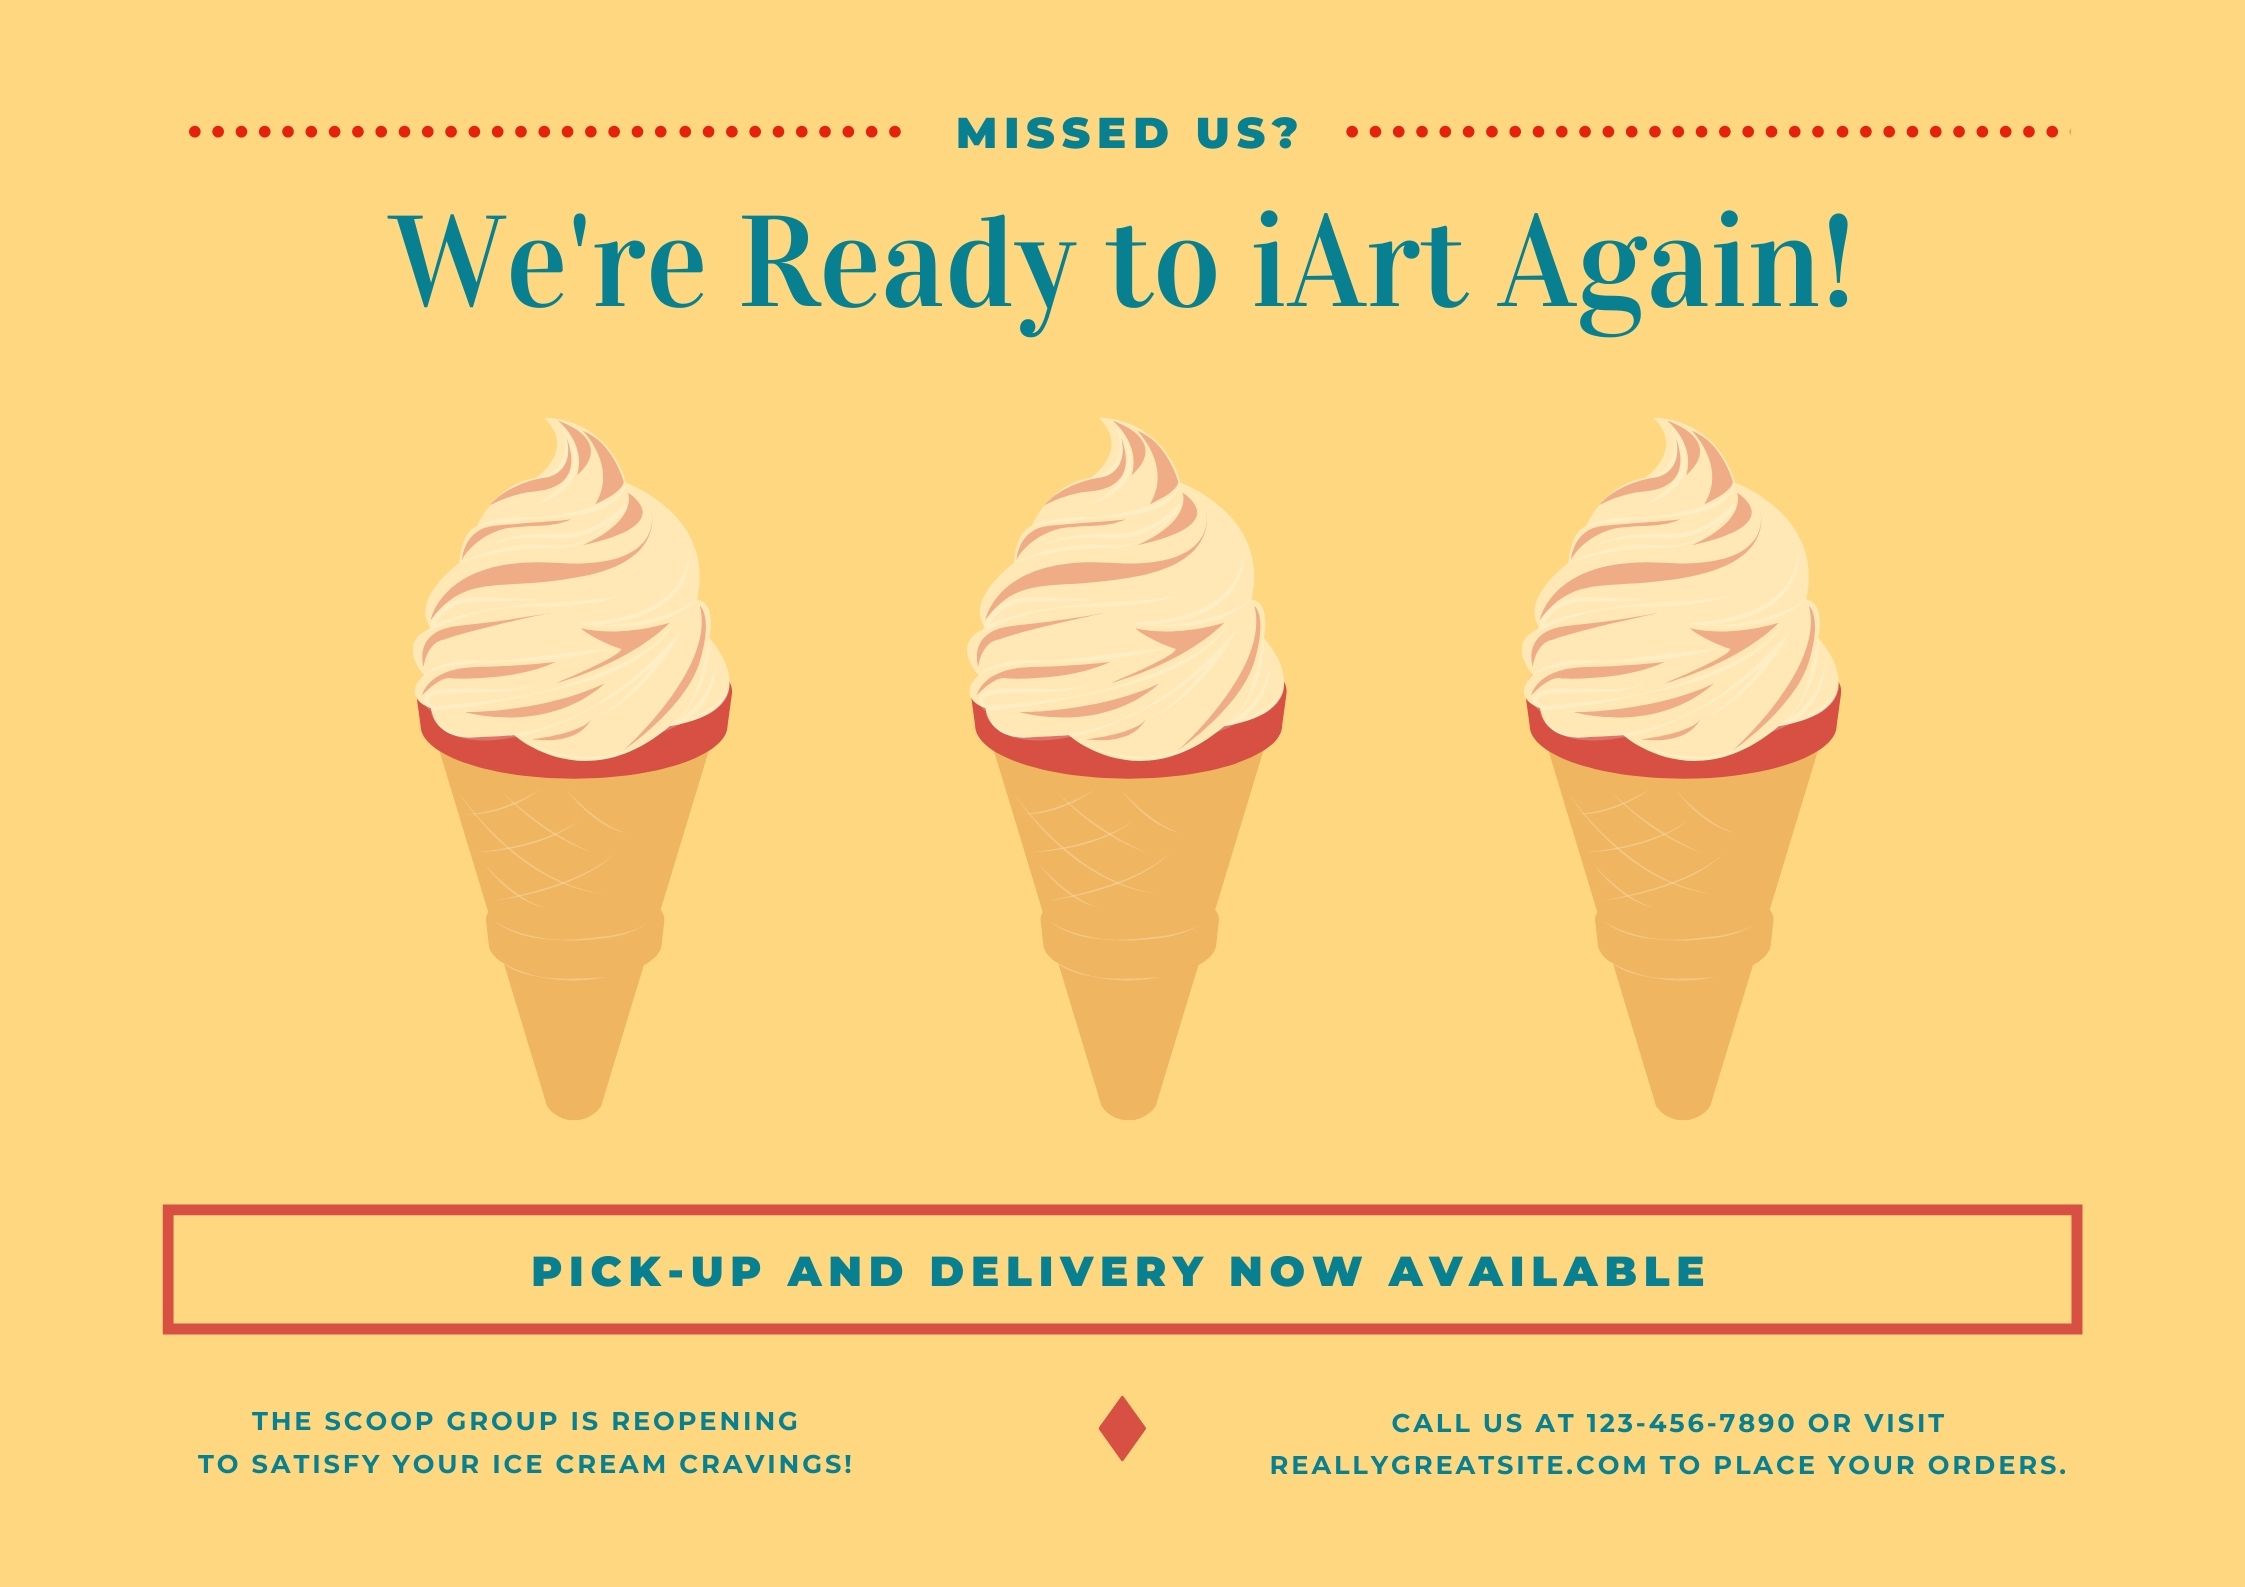 MISSED US?
We're Ready to iArt Again!
PICK-UP AND DELIVERY NOW AVAILABLE
THE SCOOP GROUP IS REOPENING
TO SATISFY YOUR ICE CREAM CRAVINGS!
CALL US AT 123-456-7890 OR VISIT
REALLYGREATSITE.COM TO PLACE YOUR ORDERS.